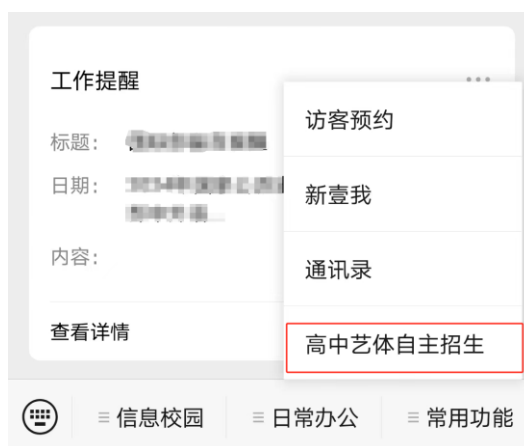 工作提醒
标题：
日期：
内容：
查看详情
访客预约
新壹我
通讯录
高中艺体自主招生
信息校园
日常办公
常用功能